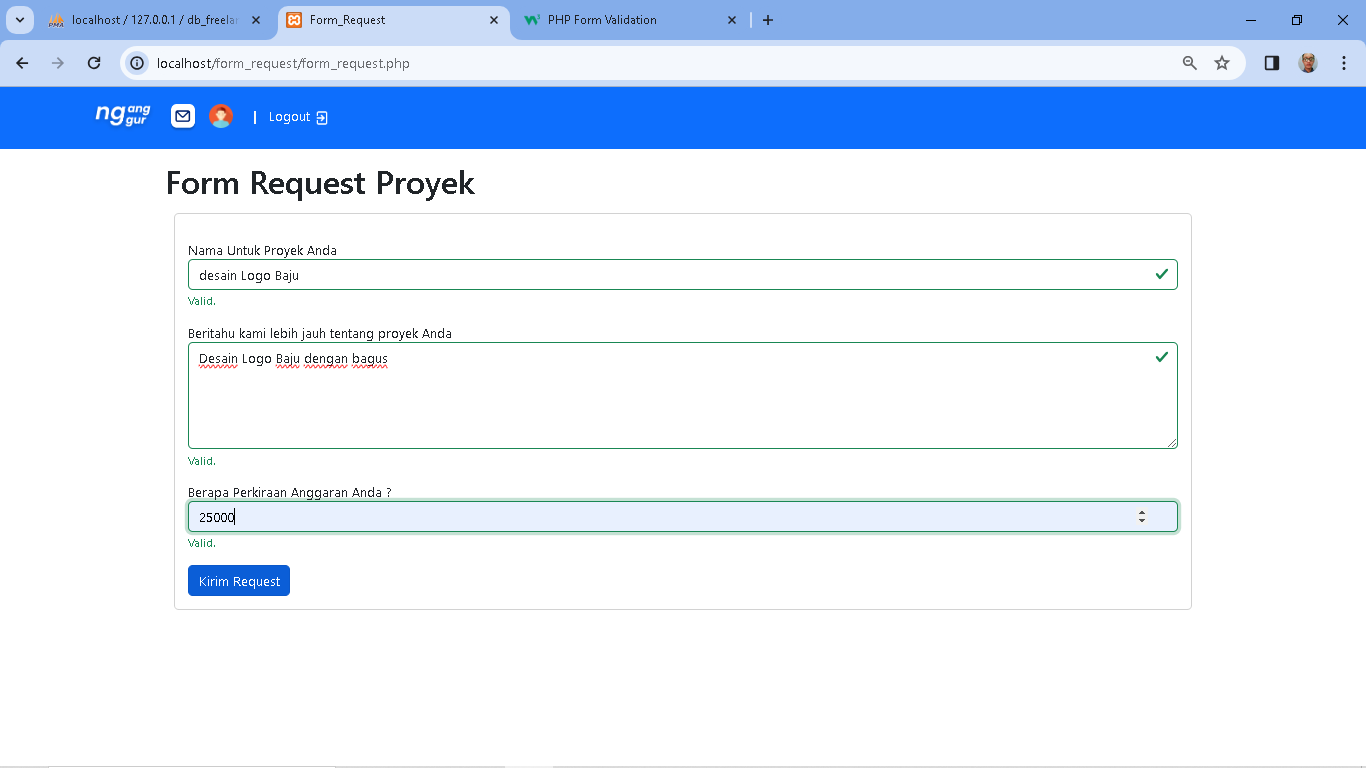 localhost / 127.0.0.1 / db_freelan
Form_Request
PHP Form Validation
localhost/form_request/form_request.php
ng ang gur
| Logout
Form Request Proyek
Nama Untuk Proyek Anda
desain Logo Baju
Valid.
Beritahu kami lebih jauh tentang proyek Anda
Desain Logo Baju dengan bagus
Valid.
Berapa Perkiraan Anggaran Anda ?
25000
Valid.
Kirim Request